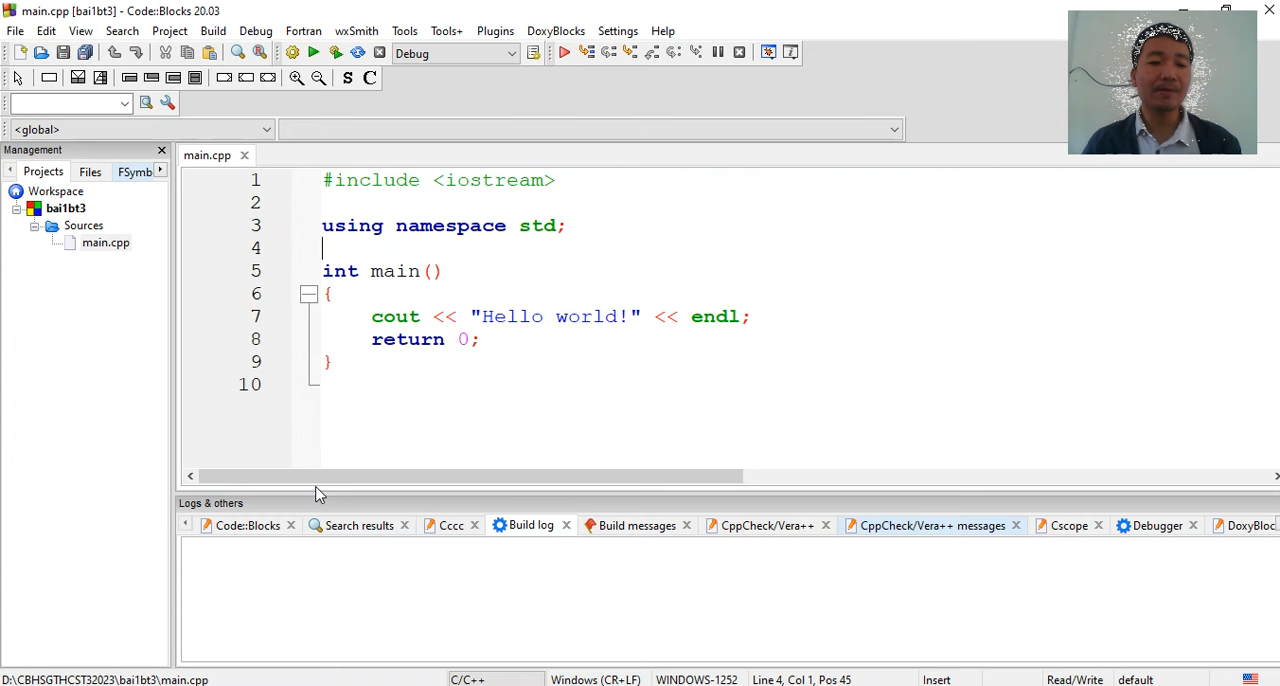 main.cpp [bai1bt3] - Code::Blocks 20.03
File Edit View Search Project Build Debug Fortran wxSmith Tools Tools+ Plugins DoxyBlocks Settings Help
Debug
S C
<global>
Management
Projects Files FSymb
Workspace
bai1bt3
Sources
main.cpp
main.cpp
1 #include <iostream>
2
3 using namespace std;
4
5 int main()
6 {
7 cout << "Hello world!" << endl;
8 return 0;
9 }
10
Logs & others
Code::Blocks Search results Cccc Build log Build messages CppCheck/Vera++ CppCheck/Vera++ messages Cscope Debugger DoxyBloc
D:\CBHSGTHCST32023\bai1bt3\main.cpp C/C++ Windows (CR+LF) WINDOWS-1252 Line 4, Col 1, Pos 45 Insert Read/Write default